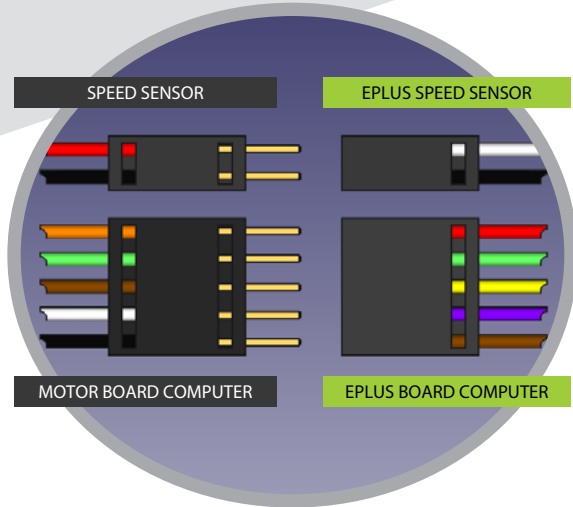 SPEED SENSOR
EPLUS SPEED SENSOR
MOTOR BOARD COMPUTER
EPLUS BOARD COMPUTER